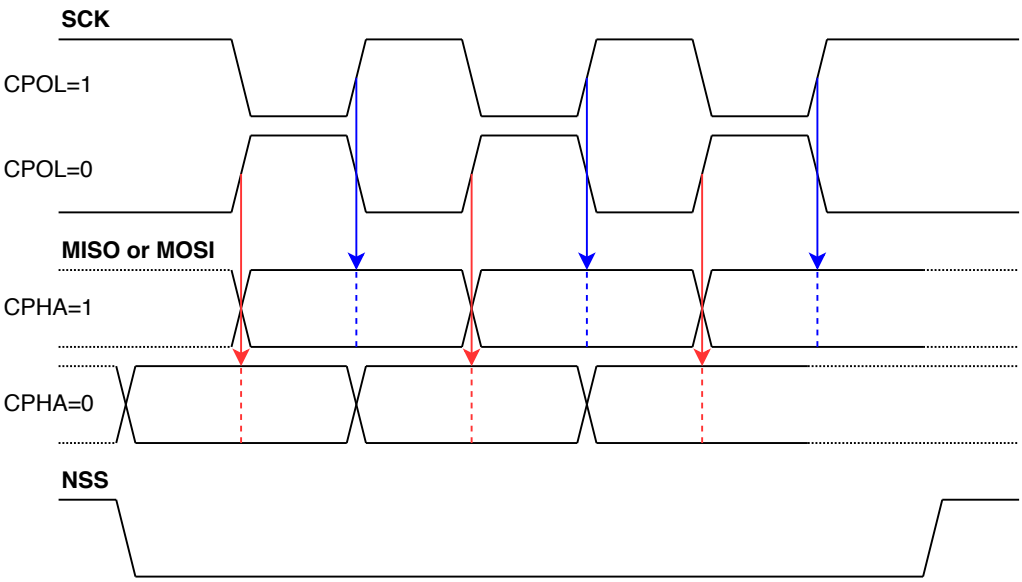 SCK
CPOL=1
CPOL=0
MISO or MOSI
CPHA=1
CPHA=0
NSS